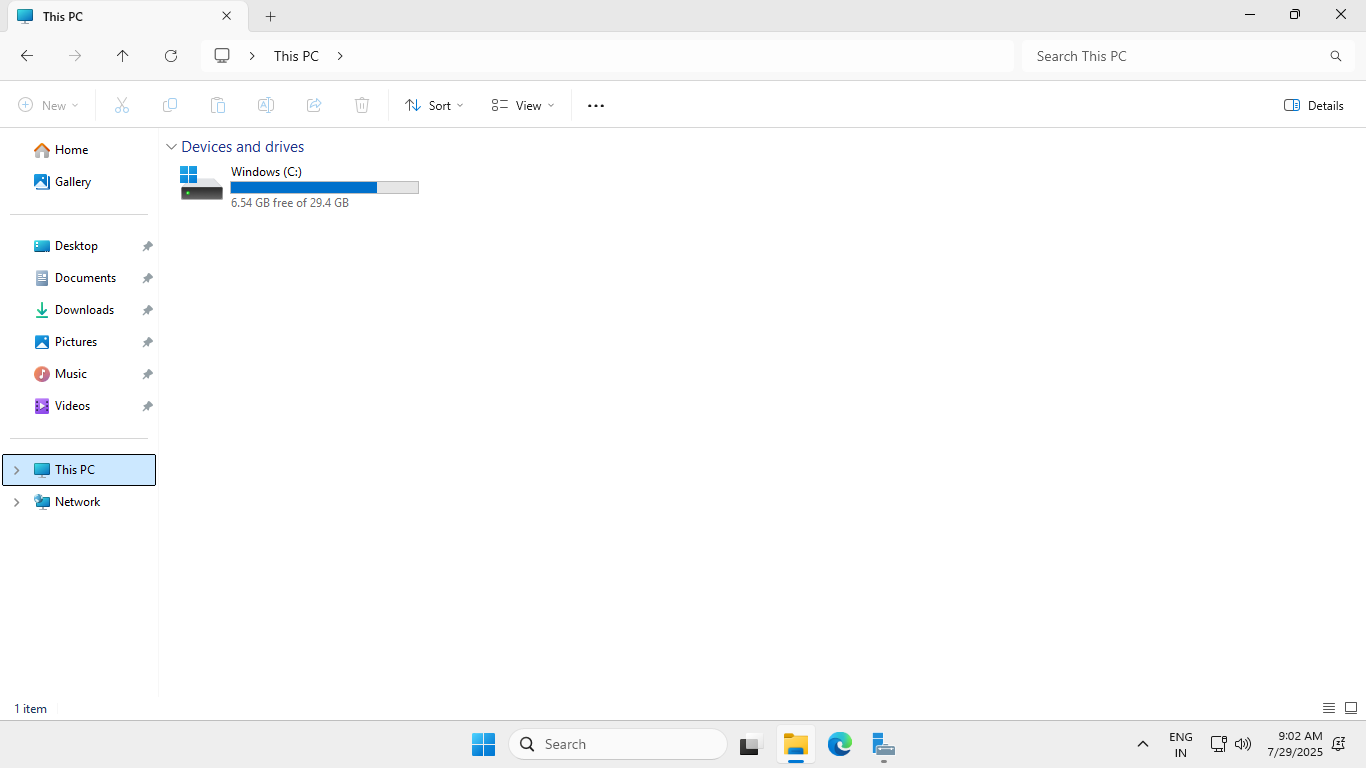 This PC
This PC
Search This PC
New
Sort
View
Details
Home
Gallery
Desktop
Documents
Downloads
Pictures
Music
Videos
This PC
Network
Devices and drives
Windows (C:)
6.54 GB free of 29.4 GB
1 item
Search
ENG
IN
9:02 AM
7/29/2025